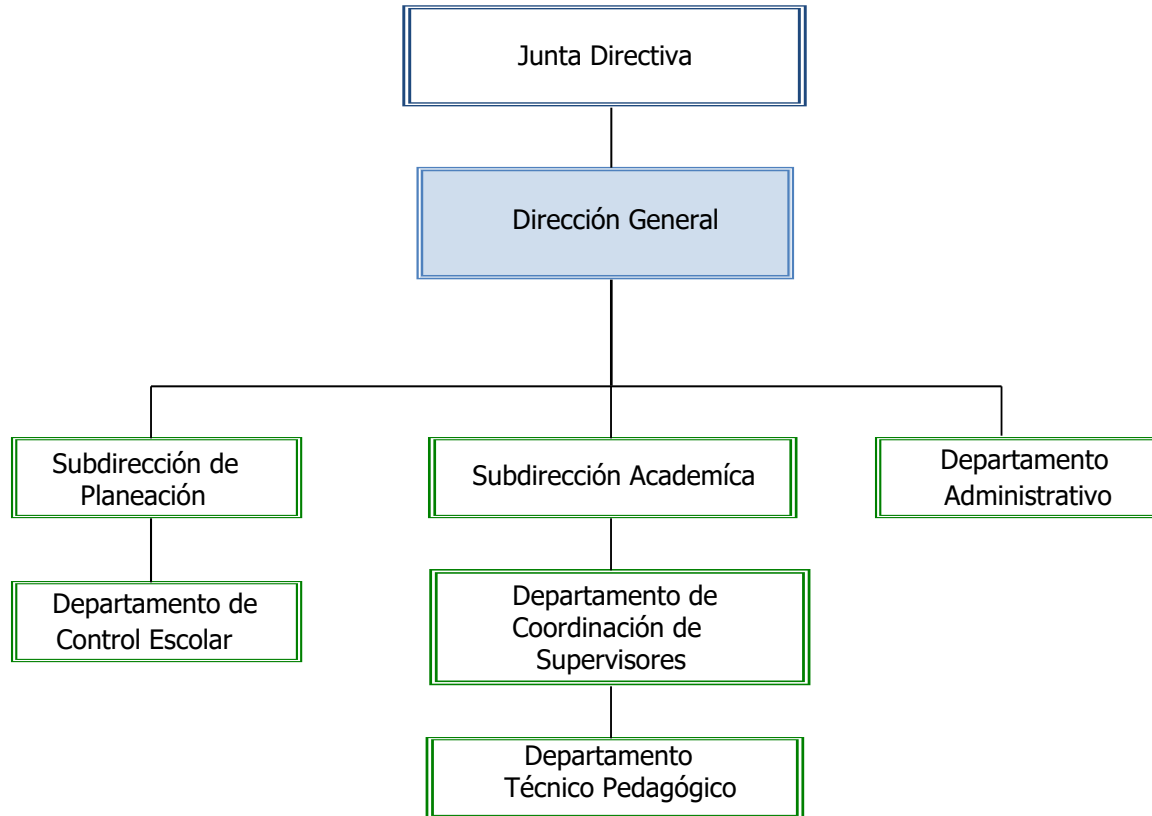 Junta Directiva
Dirección General
Subdirección de
Planeación
Subdirección Academíca
Departamento
Administrativo
Departamento de
Control Escolar
Departamento de
Coordinación de
Supervisores
Departamento
Técnico Pedagógico